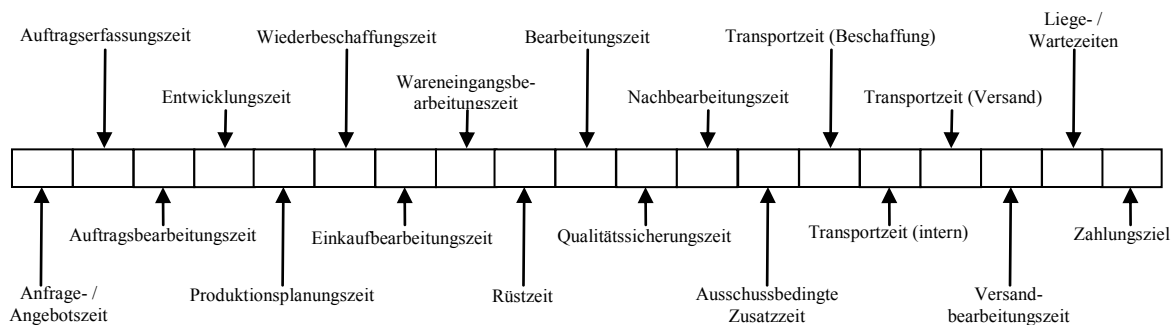 Liege- /
Wartezeiten
Auftragserfassungszeit
Wiederbeschaffungszeit
Bearbeitungszeit
Transportzeit (Beschaffung)
Entwicklungszeit
Wareneingangsbe-
arbeitungszeit
Nachbearbeitungszeit
Transportzeit (Versand)
Auftragsbearbeitungszeit
Einkaufbearbeitungszeit
Qualitätssicherungszeit
Transportzeit (intern)
Zahlungsziel
Anfrage- /
Angebotszeit
Produktionsplanungszeit
Rüstzeit
Ausschussbedingte
Zusatzzeit
Versand-
bearbeitungszeit